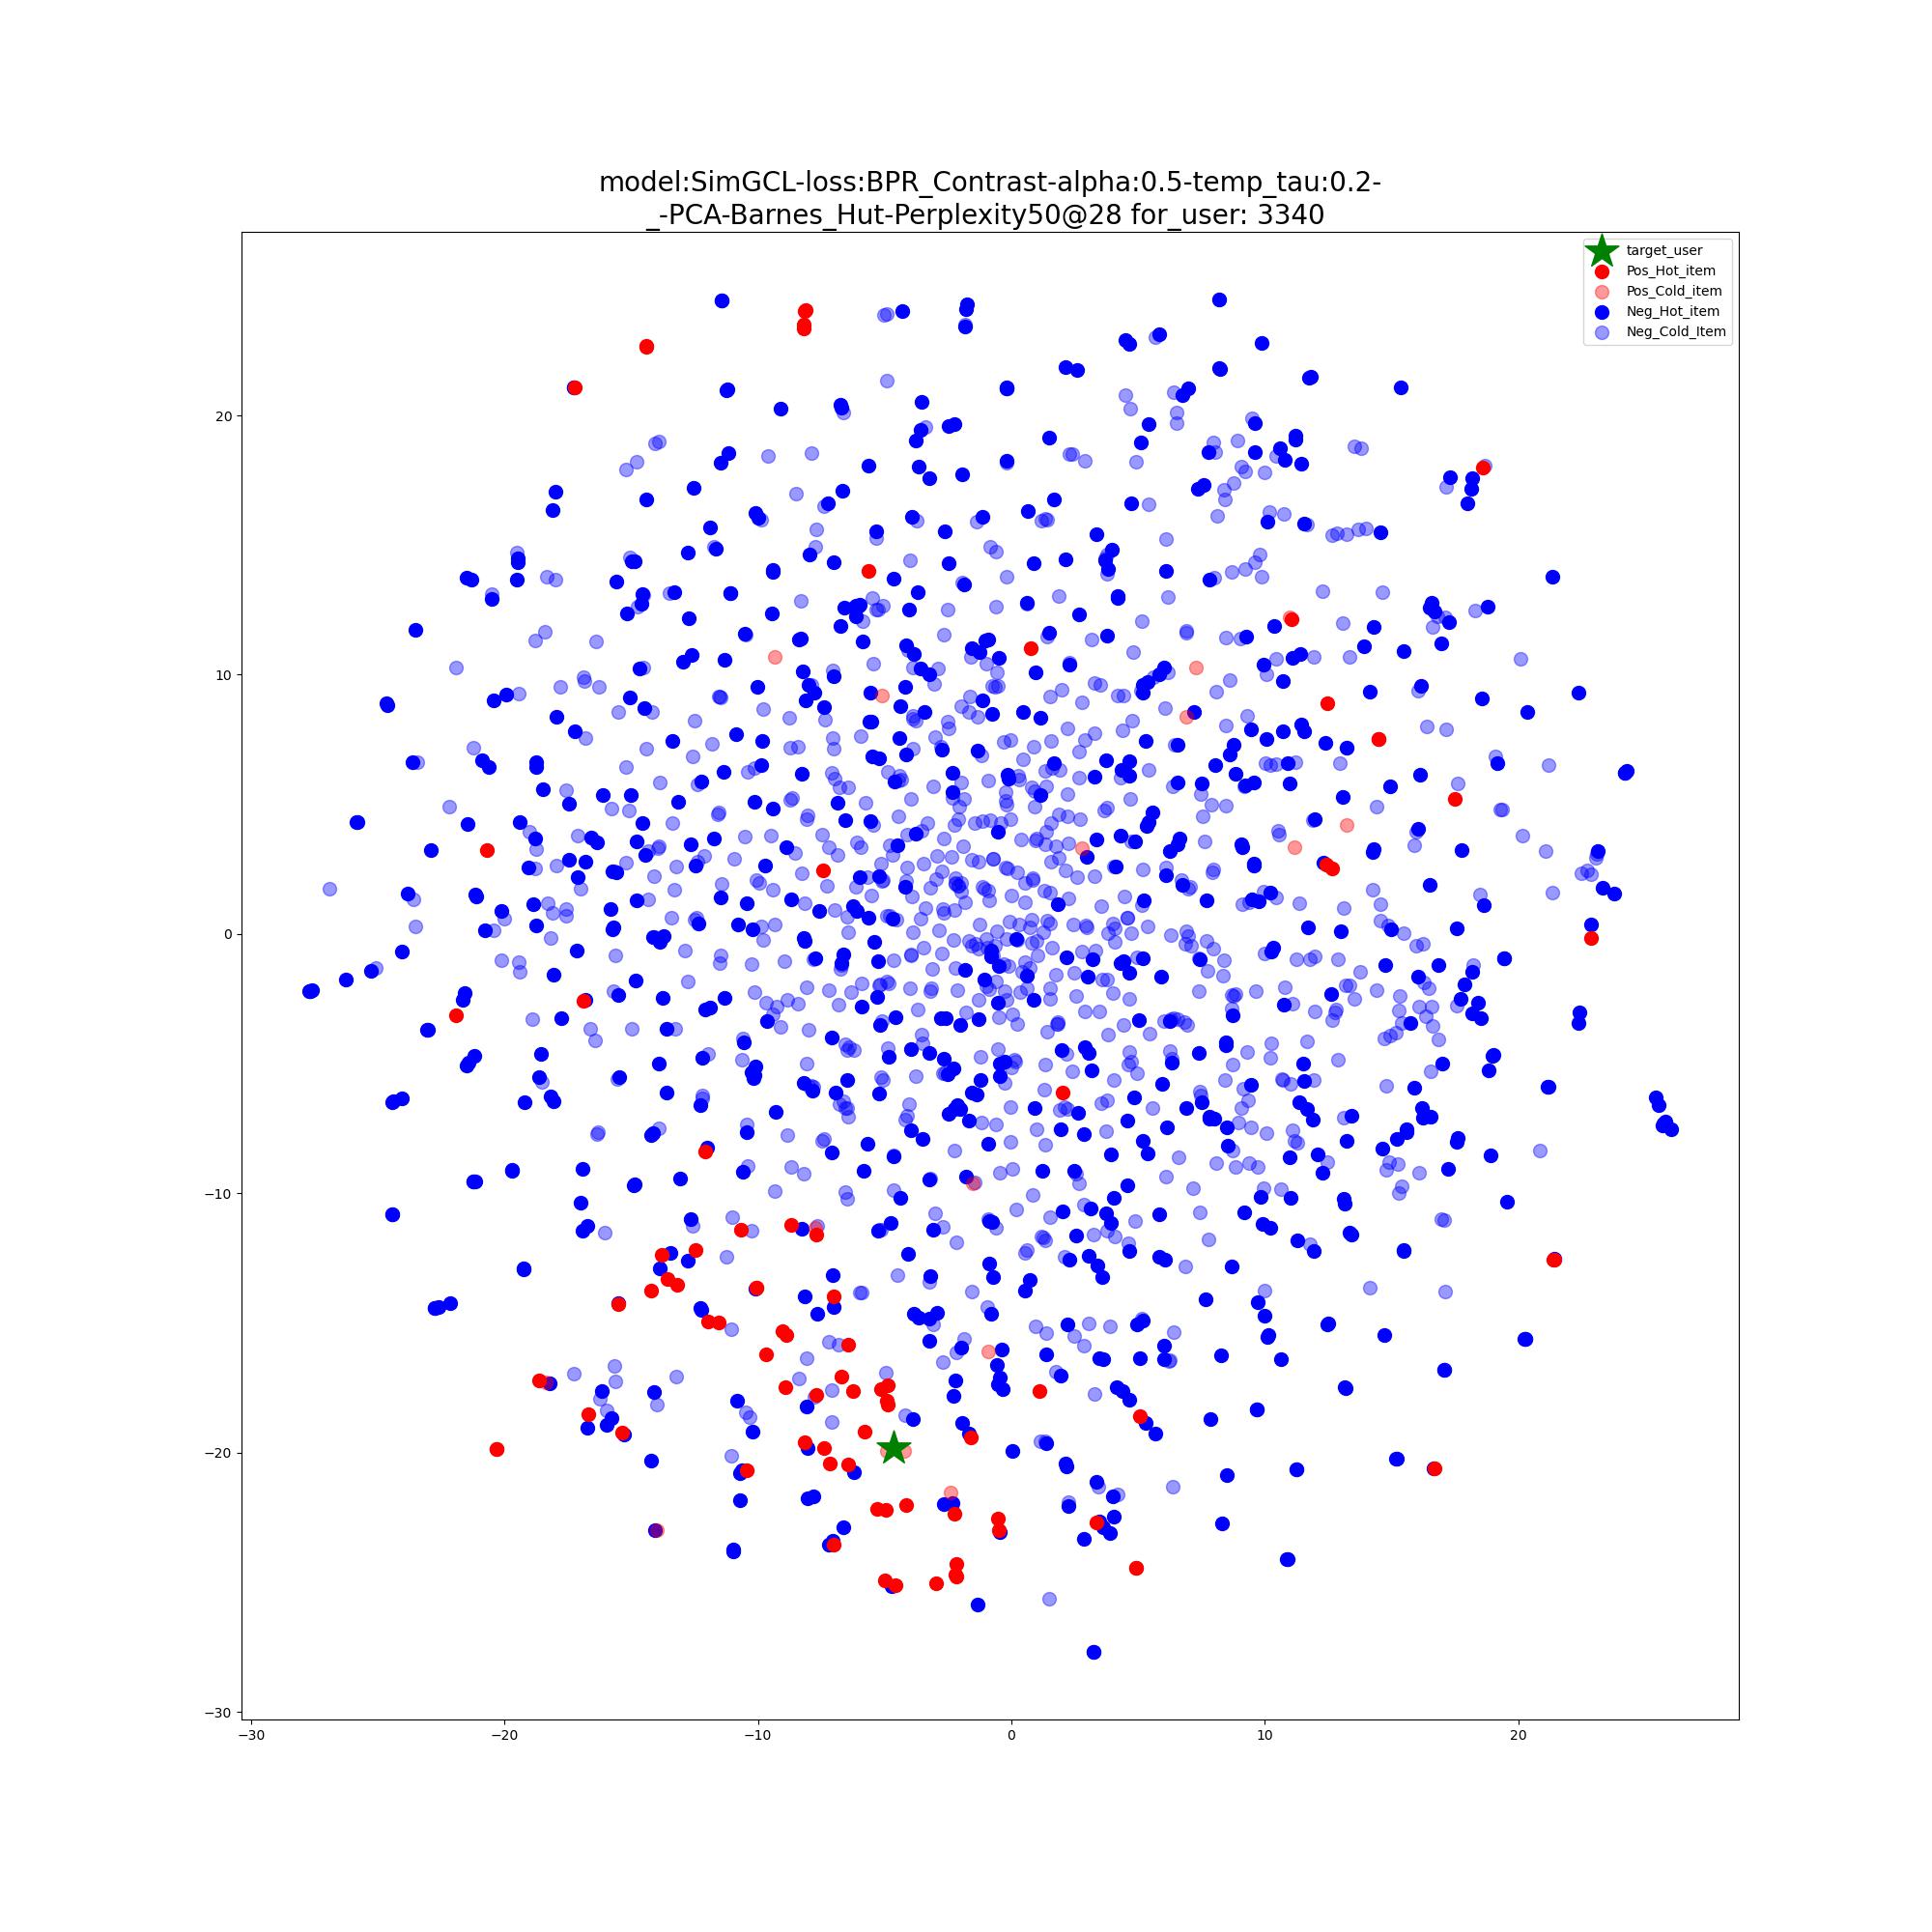 model:SimGCL-loss:BPR_Contrast-alpha:0.5-temp_tau:0.2-
_-PCA-Barnes_Hut-Perplexity50@28 for_user: 3340
target_user
Pos_Hot_item
Pos_Cold_item
Neg_Hot_item
Neg_Cold_Item
20
10
0
−10
−20
−30
−30
−20
−10
0
10
20